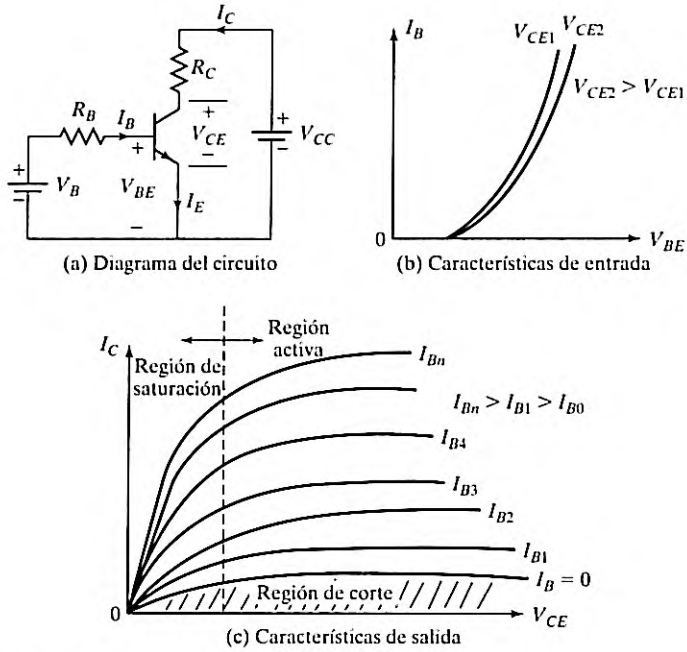 I_C
R_C
R_B
I_B
+
V_CE
−
+
V_CC
−
+
V_B
−
+
V_BE
−
I_E
(a) Diagrama del circuito
I_B
V_CE1 V_CE2
V_CE2 > V_CE1
0
V_BE
(b) Características de entrada
I_C
Región de
saturación
Región
activa
I_Bn
I_Bn > I_B1 > I_B0
I_B4
I_B3
I_B2
I_B1
I_B = 0
Región de corte
0
V_CE
(c) Características de salida